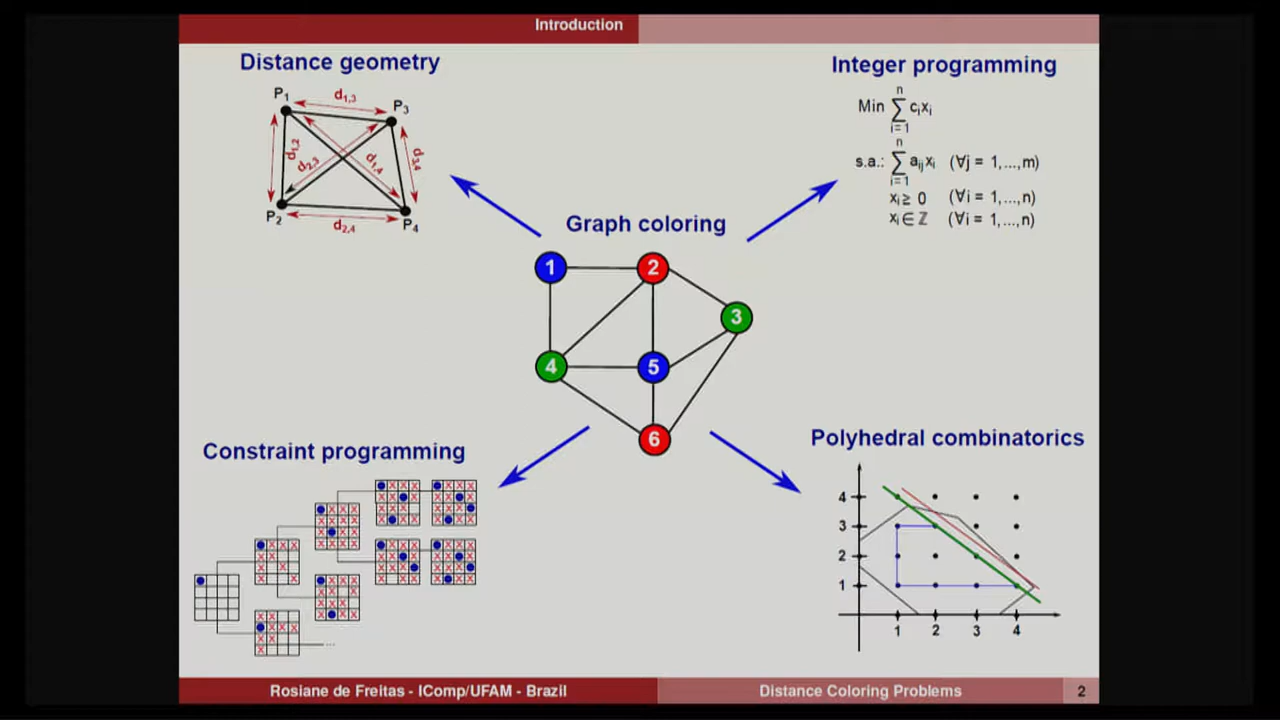 Introduction
Distance geometry
P1 d1,3 P3
d1,2 d2,3 d1,4 d3,4
P2 d2,4 P4
Integer programming
Min n ∑ i=1 cixi
s.a.: n ∑ i=1 aijxi (∀j = 1,...,m)
xi ≥ 0 (∀i = 1,...,n)
xi ∈ ℤ (∀i = 1,...,n)
Graph coloring
1 2
3
4 5
6
Constraint programming
...
Polyhedral combinatorics
4
3
2
1
1 2 3 4
Rosiane de Freitas - IComp/UFAM - Brazil
Distance Coloring Problems 2